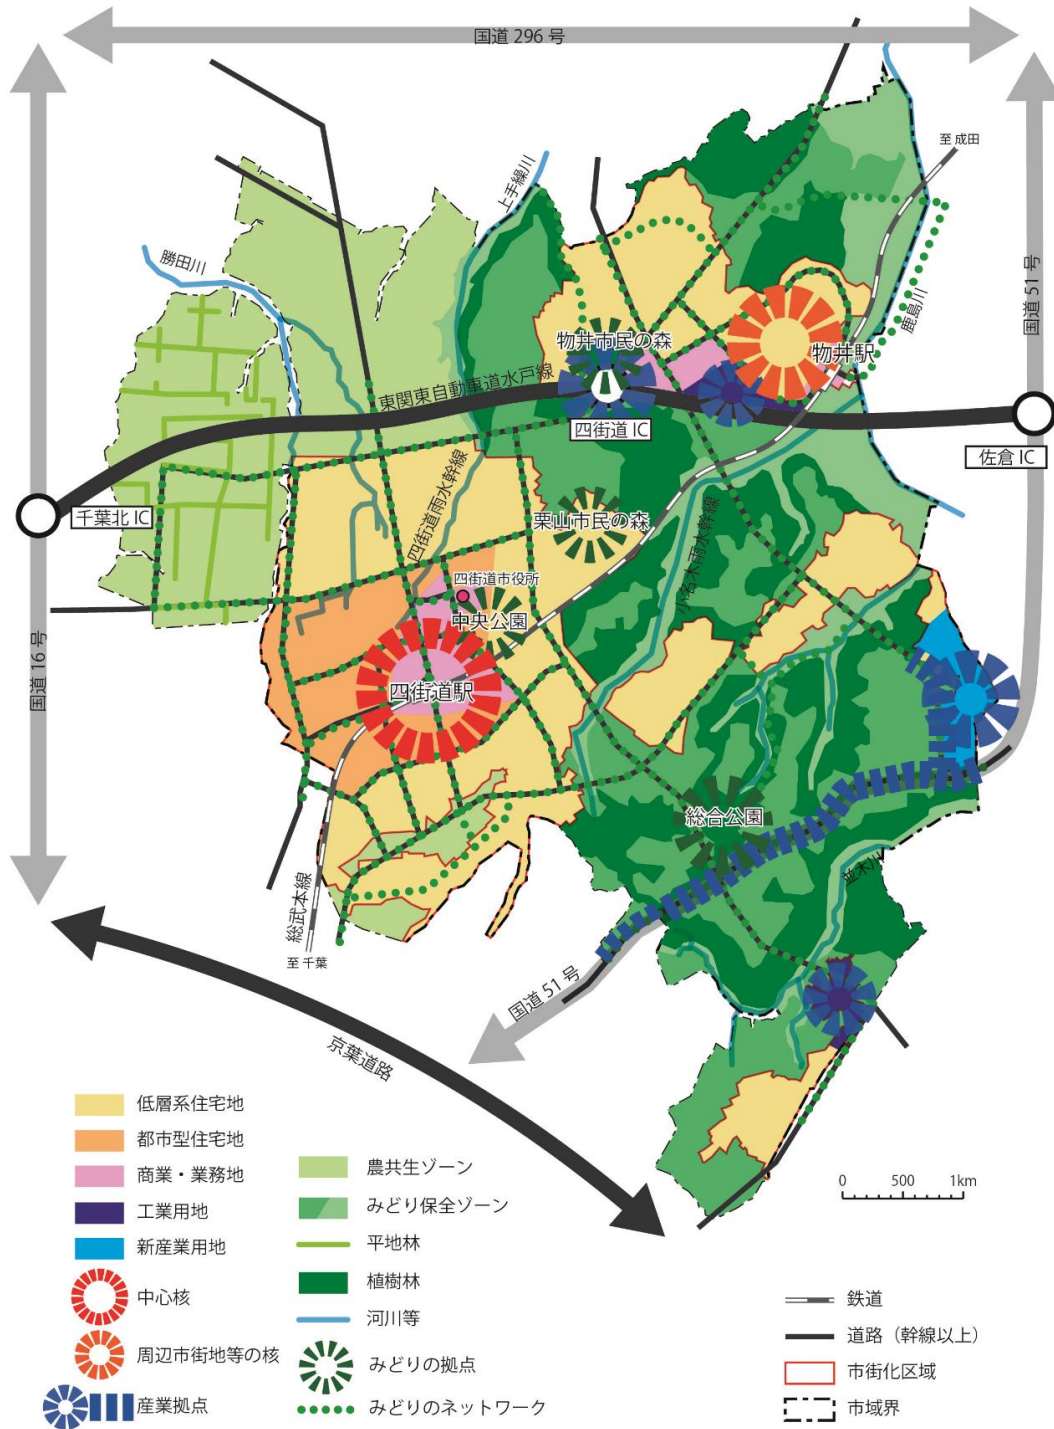 国道 296 号
至 成田
上手繰川
勝田川
国道 51 号
鹿島川
物井市民の森
物井駅
東関東自動車道水戸線
四街道 IC
佐倉 IC
四街道雨水幹線
千葉北 IC
栗山市民の森
小名木雨水幹線
四街道市役所
中央公園
国道 16 号
四街道駅
総合公園
並木川
総武本線
至 千葉
国道 51 号
京葉道路
低層系住宅地
都市型住宅地
商業・業務地
工業用地
新産業用地
中心核
周辺市街地等の核
産業拠点
農共生ゾーン
みどり保全ゾーン
平地林
植樹林
河川等
みどりの拠点
みどりのネットワーク
0 500 1km
鉄道
道路（幹線以上）
市街化区域
市域界